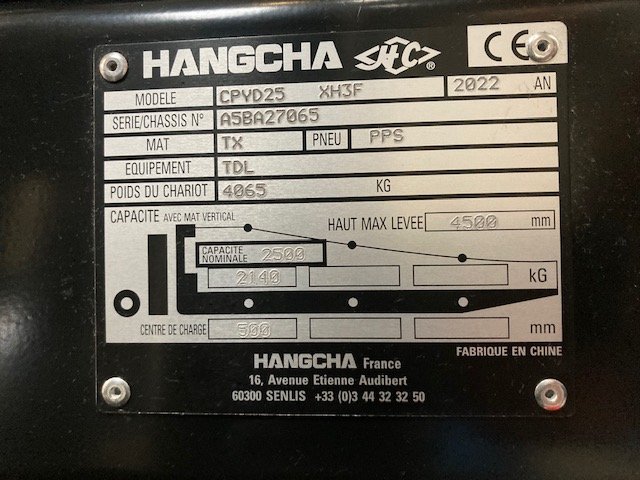 HANGCHA HC® CE
MODELE CPYD25 XH3F 2022 AN
SERIE/CHASSIS Nº A5BA27065
MAT TX PNEU PPS
EQUIPEMENT TDL
POIDS DU CHARIOT 4065 KG
CAPACITE AVEC MAT VERTICAL HAUT MAX LEVEE 4500 mm
CAPACITE NOMINALE 2500
2140 kG
CENTRE DE CHARGE 500 mm
FABRIQUE EN CHINE
HANGCHA France
16, Avenue Etienne Audibert
60300 SENLIS +33 (0)3 44 32 32 50